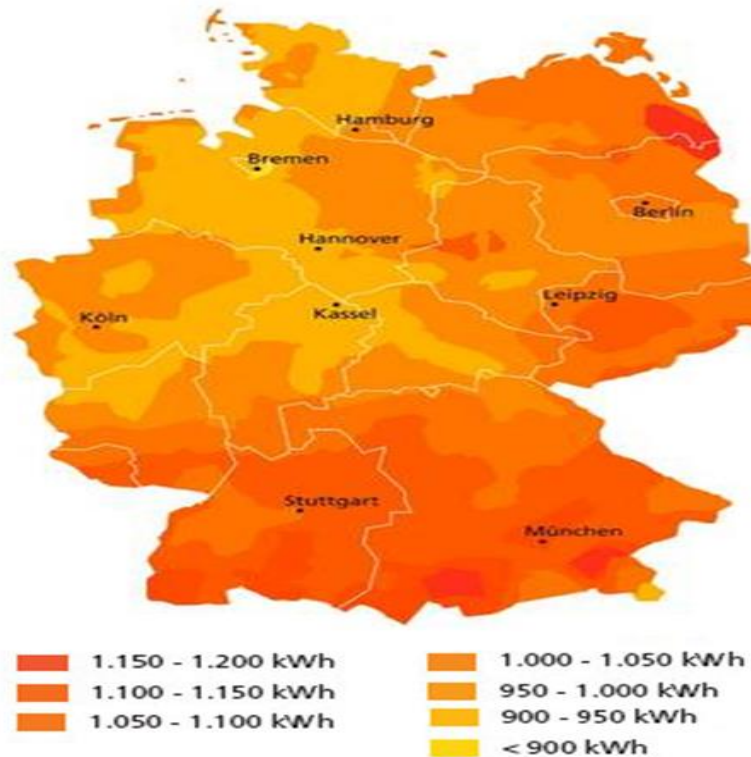 Hamburg
Bremen
Berlin
Hannover
Leipzig
Kassel
Köln
Stuttgart
München
1.150 - 1.200 kWh
1.100 - 1.150 kWh
1.050 - 1.100 kWh
1.000 - 1.050 kWh
950 - 1.000 kWh
900 - 950 kWh
< 900 kWh